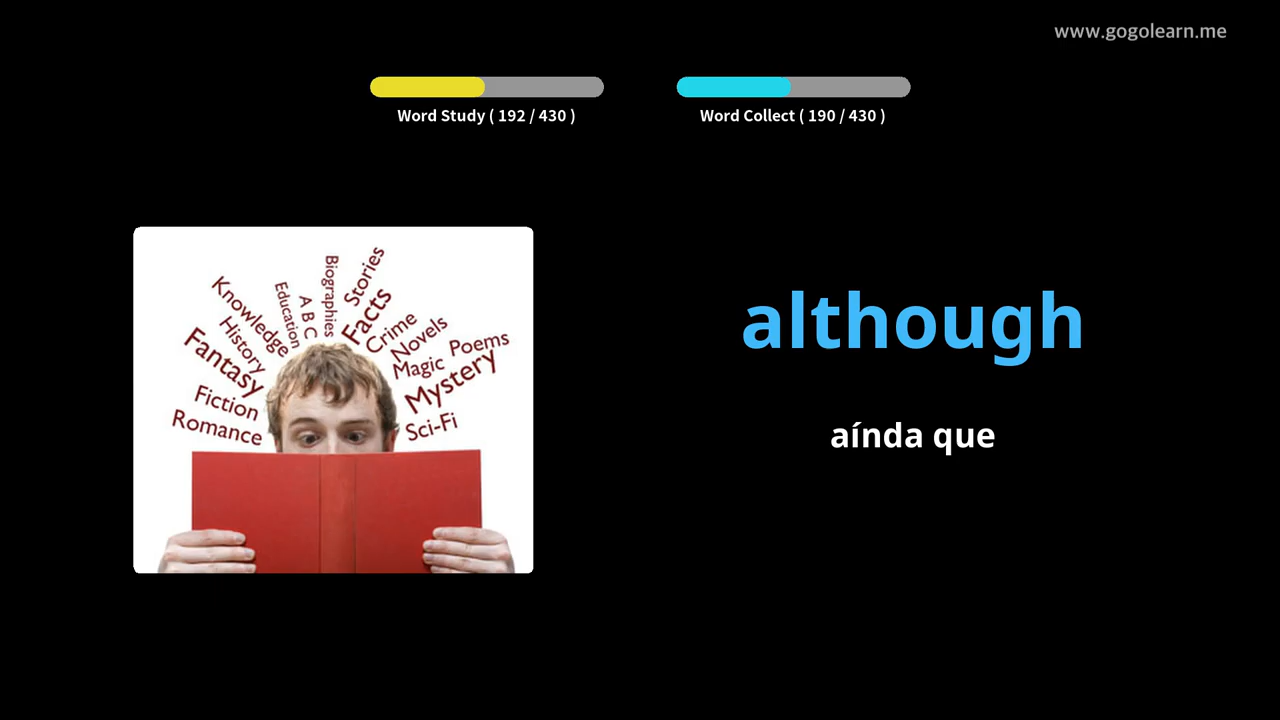 www.gogolearn.me
Word Study ( 192 / 430 )
Word Collect ( 190 / 430 )
Knowledge
Education
A B C
Biographies
Stories
Facts
Crime
Novels
Poems
History
Fantasy
Magic
Mystery
Fiction
Romance
Sci-Fi
although
aínda que